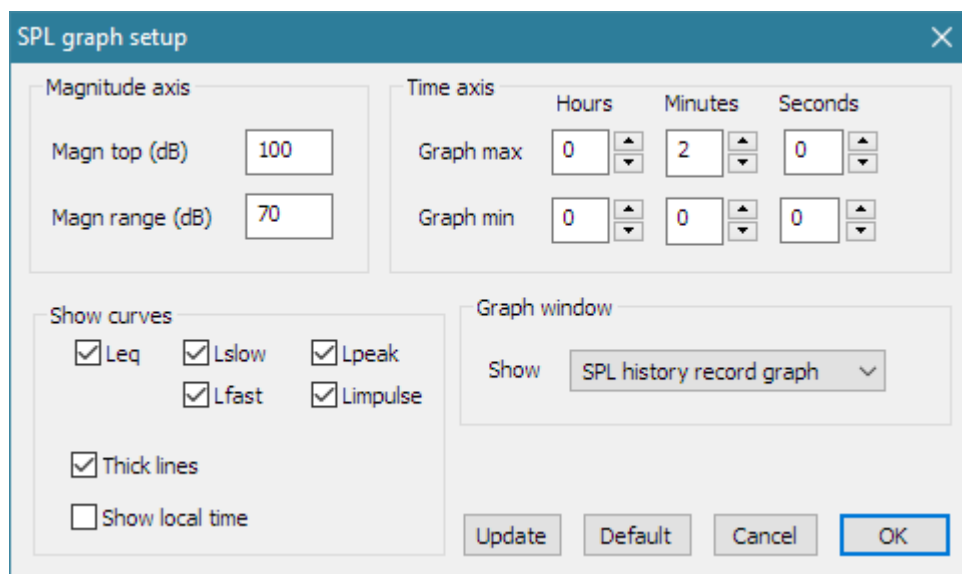 SPL graph setup
Magnitude axis
Magn top (dB) 100
Magn range (dB) 70
Time axis
Hours Minutes Seconds
Graph max 0 2 0
Graph min 0 0 0
Show curves
Leq Lslow Lpeak
Lfast Limpulse
Thick lines
Show local time
Graph window
Show SPL history record graph
Update Default Cancel OK